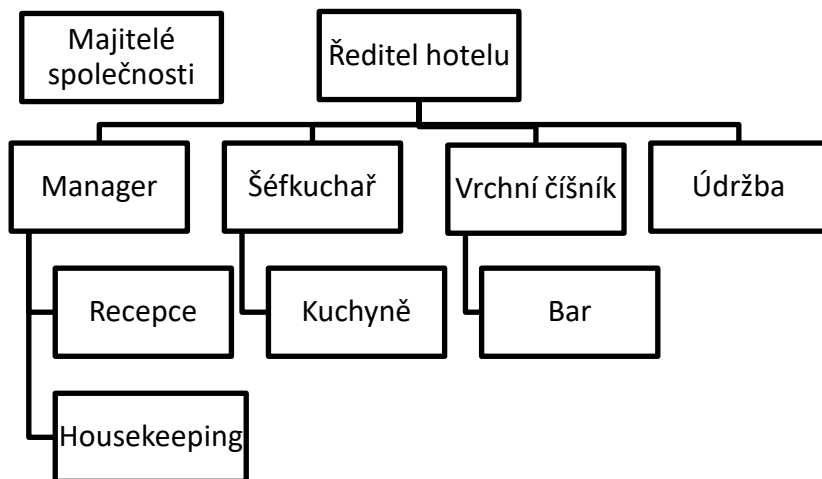 Majitelé
společnosti
Ředitel hotelu
Manager
Šéfkuchař
Vrchní číšník
Údržba
Recepce
Kuchyně
Bar
Housekeeping